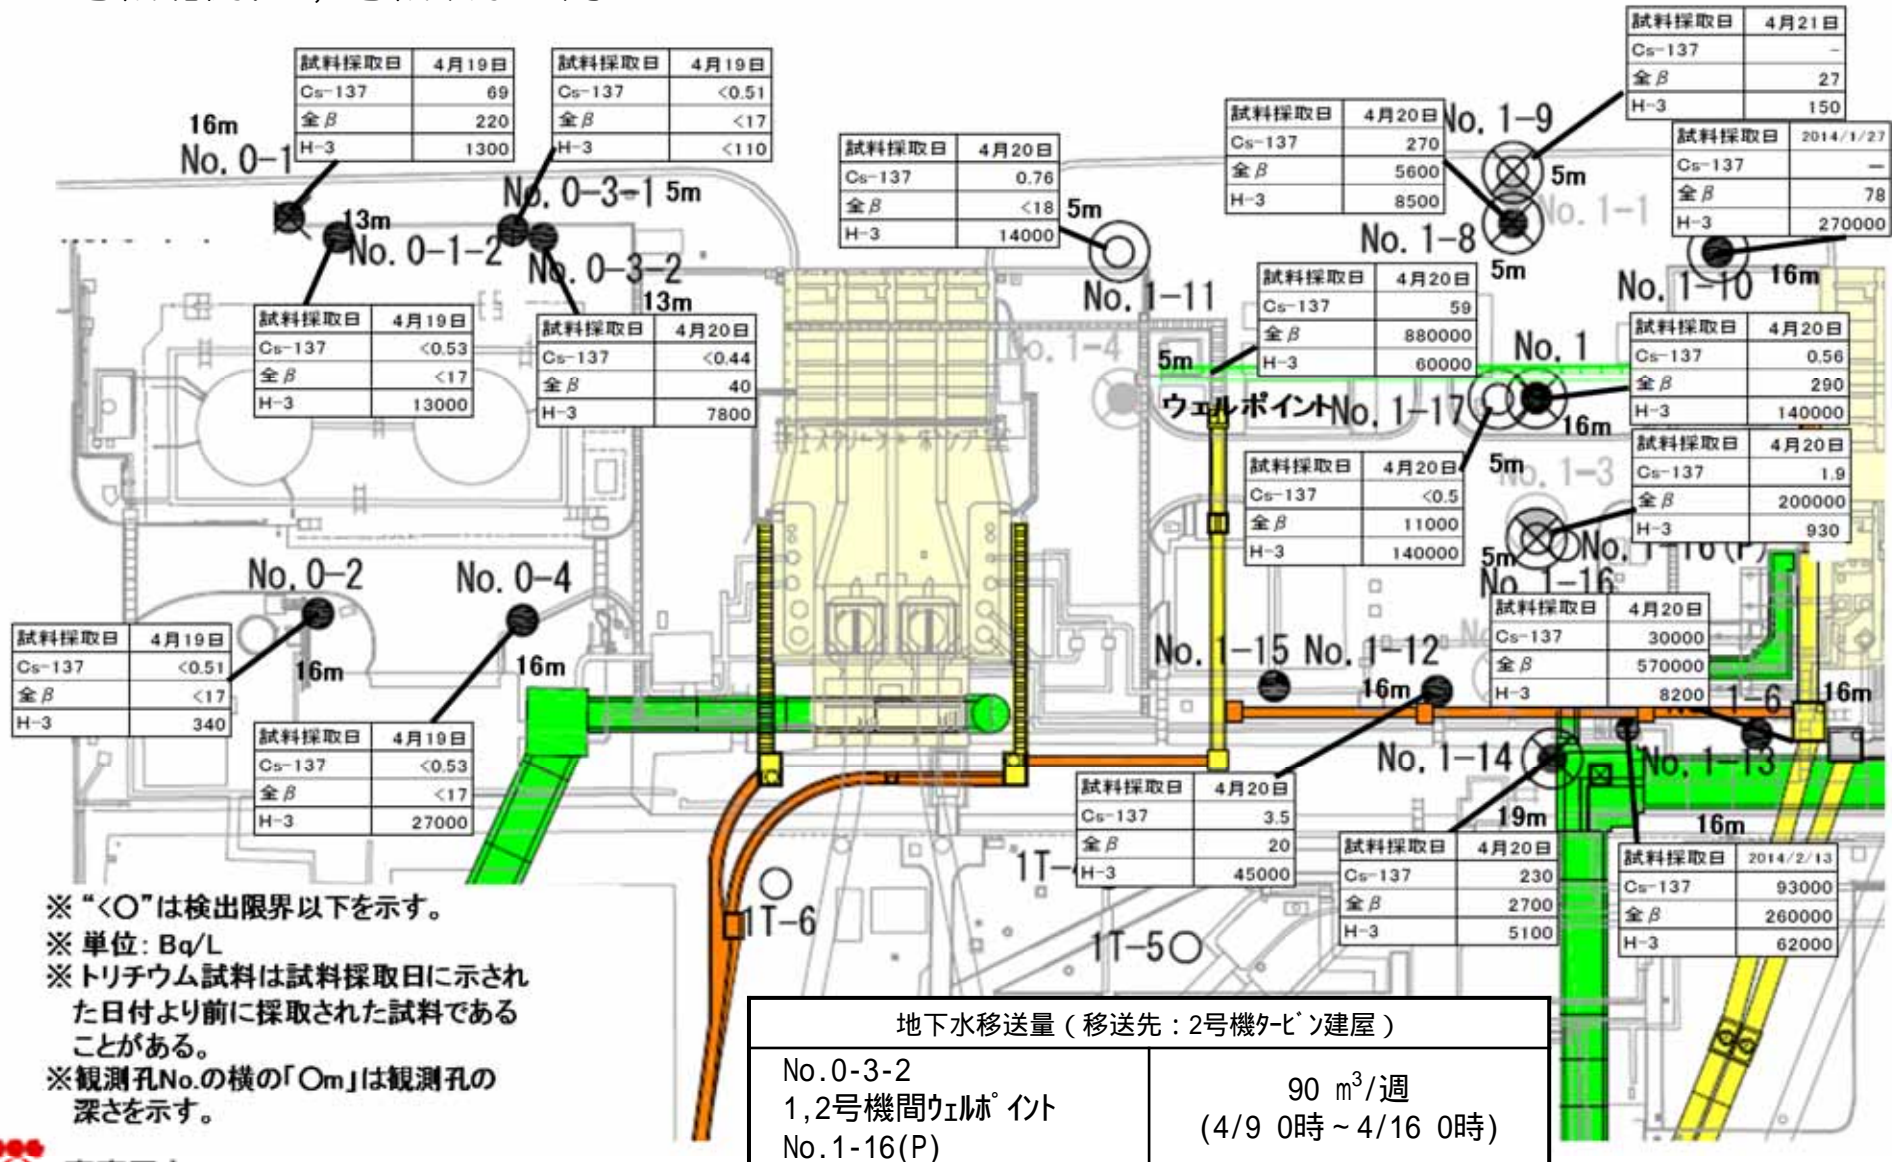 試料採取日 4月19日
Cs-137 69
全β 220
H-3 1300
試料採取日 4月19日
Cs-137 <0.51
全β <17
H-3 <110
試料採取日 4月20日
Cs-137 0.76
全β <18
H-3 14000
試料採取日 4月20日
Cs-137 270
全β 5600
H-3 8500
試料採取日 4月21日
Cs-137 -
全β 27
H-3 150
試料採取日 2014/1/27
Cs-137 —
全β 78
H-3 270000
16m
No. 0-1
13m
No. 0-1-2
No. 0-3-1 5m
No. 0-3-2
13m
5m
No. 1-11
No. 1-9
5m
No. 1-1
No. 1-8
5m
No. 1-10 16m
試料採取日 4月19日
Cs-137 <0.53
全β <17
H-3 13000
試料採取日 4月20日
Cs-137 <0.44
全β 40
H-3 7800
試料採取日 4月20日
Cs-137 59
全β 880000
H-3 60000
試料採取日 4月20日
Cs-137 0.56
全β 290
H-3 140000
5m
ウェルポイント
No. 1-17
No. 1
16m
5m
No. 1-3
試料採取日 4月20日
Cs-137 <0.5
全β 11000
H-3 140000
試料採取日 4月20日
Cs-137 1.9
全β 200000
H-3 930
5m
No. 1-16(P)
No. 1-16
No. 0-2
16m
No. 0-4
16m
試料採取日 4月19日
Cs-137 <0.51
全β <17
H-3 340
試料採取日 4月19日
Cs-137 <0.53
全β <17
H-3 27000
試料採取日 4月20日
Cs-137 30000
全β 570000
H-3 8200
No. 1-15
No. 1-12
16m
1-6 16m
No. 1-14
19m
No. 1-13
16m
試料採取日 4月20日
Cs-137 3.5
全β 20
H-3 45000
試料採取日 4月20日
Cs-137 230
全β 2700
H-3 5100
試料採取日 2014/2/13
Cs-137 93000
全β 260000
H-3 62000
1T-6
1T-5
※ “<○”は検出限界以下を示す。
※ 単位: Bq/L
※ トリチウム試料は試料採取日に示され
た日付より前に採取された試料である
ことがある。
※観測孔No.の横の「○m」は観測孔の
深さを示す。
地下水移送量(移送先:2号機タービン建屋)
No.0-3-2
1,2号機間ウェルポイント
No.1-16(P)
90 m³/週
(4/9 0時~4/16 0時)